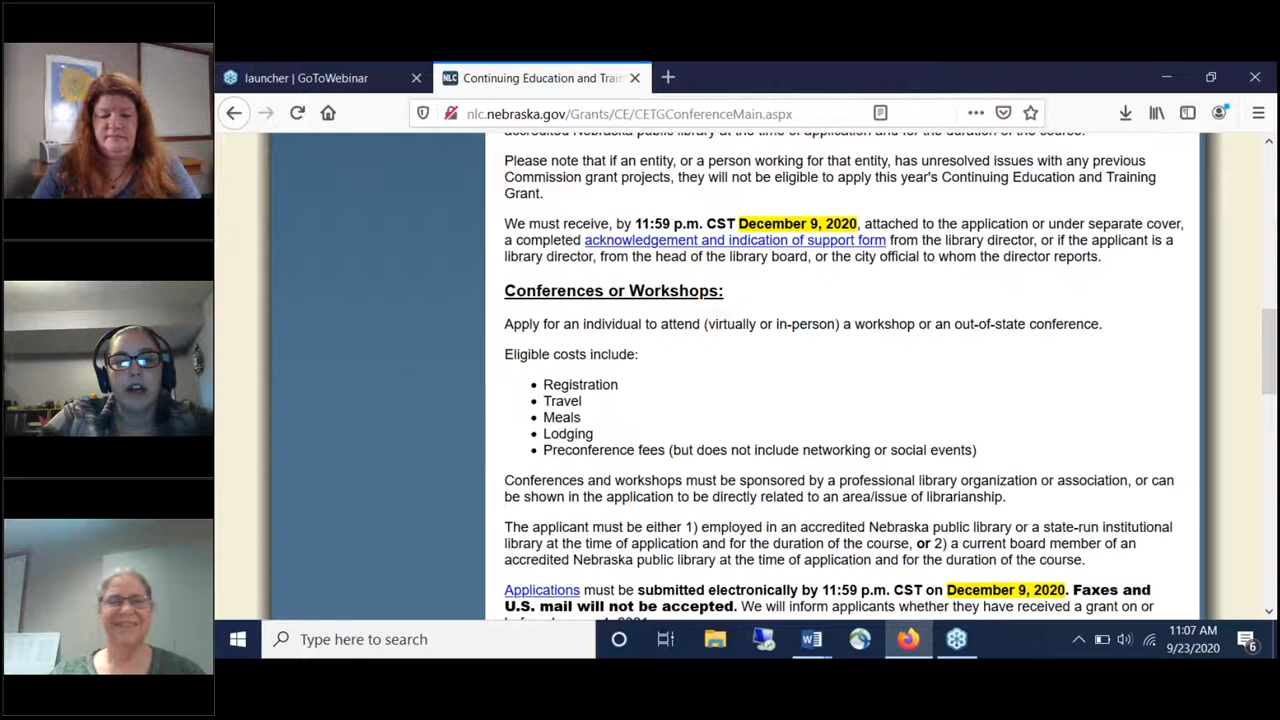 launcher | GoToWebinar
NLC Continuing Education and Train
nlc.nebraska.gov/Grants/CE/CETGConferenceMain.aspx
accredited Nebraska public library at the time of application and for the duration of the course.
Please note that if an entity, or a person working for that entity, has unresolved issues with any previous
Commission grant projects, they will not be eligible to apply this year's Continuing Education and Training
Grant.
We must receive, by 11:59 p.m. CST December 9, 2020, attached to the application or under separate cover,
a completed acknowledgement and indication of support form from the library director, or if the applicant is a
library director, from the head of the library board, or the city official to whom the director reports.
Conferences or Workshops:
Apply for an individual to attend (virtually or in-person) a workshop or an out-of-state conference.
Eligible costs include:
• Registration
• Travel
• Meals
• Lodging
• Preconference fees (but does not include networking or social events)
Conferences and workshops must be sponsored by a professional library organization or association, or can
be shown in the application to be directly related to an area/issue of librarianship.
The applicant must be either 1) employed in an accredited Nebraska public library or a state-run institutional
library at the time of application and for the duration of the course, or 2) a current board member of an
accredited Nebraska public library at the time of application and for the duration of the course.
Applications must be submitted electronically by 11:59 p.m. CST on December 9, 2020. Faxes and
U.S. mail will not be accepted. We will inform applicants whether they have received a grant on or
Type here to search
11:07 AM
9/23/2020
6